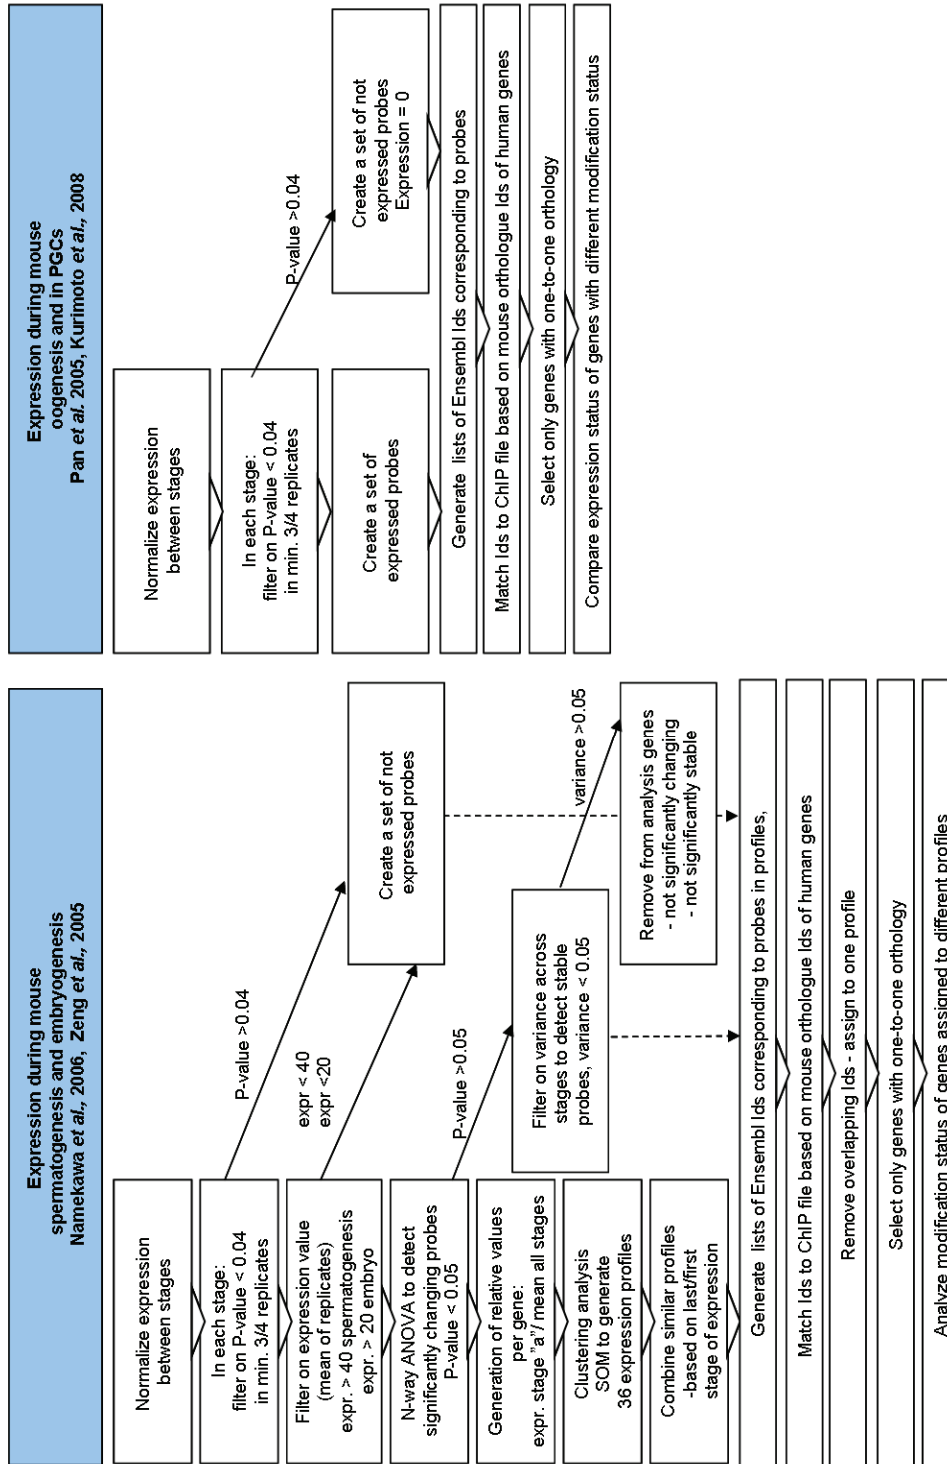 Expression during mouse
spermatogenesis and embryogenesis
Namekawa et al., 2006, Zeng et al., 2005
Normalize expression
between stages
In each stage:
filter on P-value < 0.04
in min. 3/4 replicates
P-value >0.04
Filter on expression value
(mean of replicates)
expr. > 40 spermatogenesis
expr. > 20 embryo
expr < 40
expr <20
Create a set of not
expressed probes
N-way ANOVA to detect
significantly changing probes
P-value < 0.05
P-value >0.05
Generation of relative values
per gene:
expr. stage "a"/ mean all stages
Filter on variance across
stages to detect stable
probes, variance < 0.05
variance >0.05
Clustering analysis
SOM to generate
36 expression profiles
Remove from analysis genes
- not significantly changing
- not significantly stable
Combine similar profiles
-based on last/first
stage of expression
Generate lists of Ensembl Ids corresponding to probes in profiles,
Match Ids to ChIP file based on mouse orthologue Ids of human genes
Remove overlapping Ids - assign to one profile
Select only genes with one-to-one orthology
Analyze modification status of genes assigned to different profiles
Expression during mouse
oogenesis and in PGCs
Pan et al. 2005, Kurimoto et al., 2008
Normalize expression
between stages
In each stage:
filter on P-value < 0.04
in min. 3/4 replicates
P-value >0.04
Create a set of
expressed probes
Create a set of not
expressed probes
Expression = 0
Generate lists of Ensembl Ids corresponding to probes
Match Ids to ChIP file based on mouse orthologue Ids of human genes
Select only genes with one-to-one orthology
Compare expression status of genes with different modification status